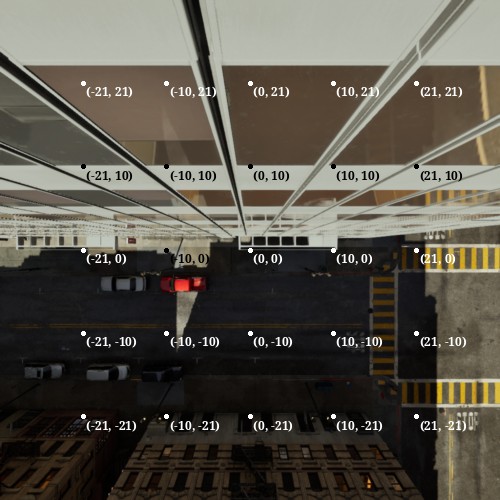 (-21, 21) (-10, 21) (0, 21) (10, 21) (21, 21)
(-21, 10) (-10, 10) (0, 10) (10, 10) (21, 10)
(-21, 0) (-10, 0) (0, 0) (10, 0) (21, 0)
(-21, -10) (-10, -10) (0, -10) (10, -10) (21, -10)
(-21, -21) (-10, -21) (0, -21) (10, -21) (21, -21)
STOP